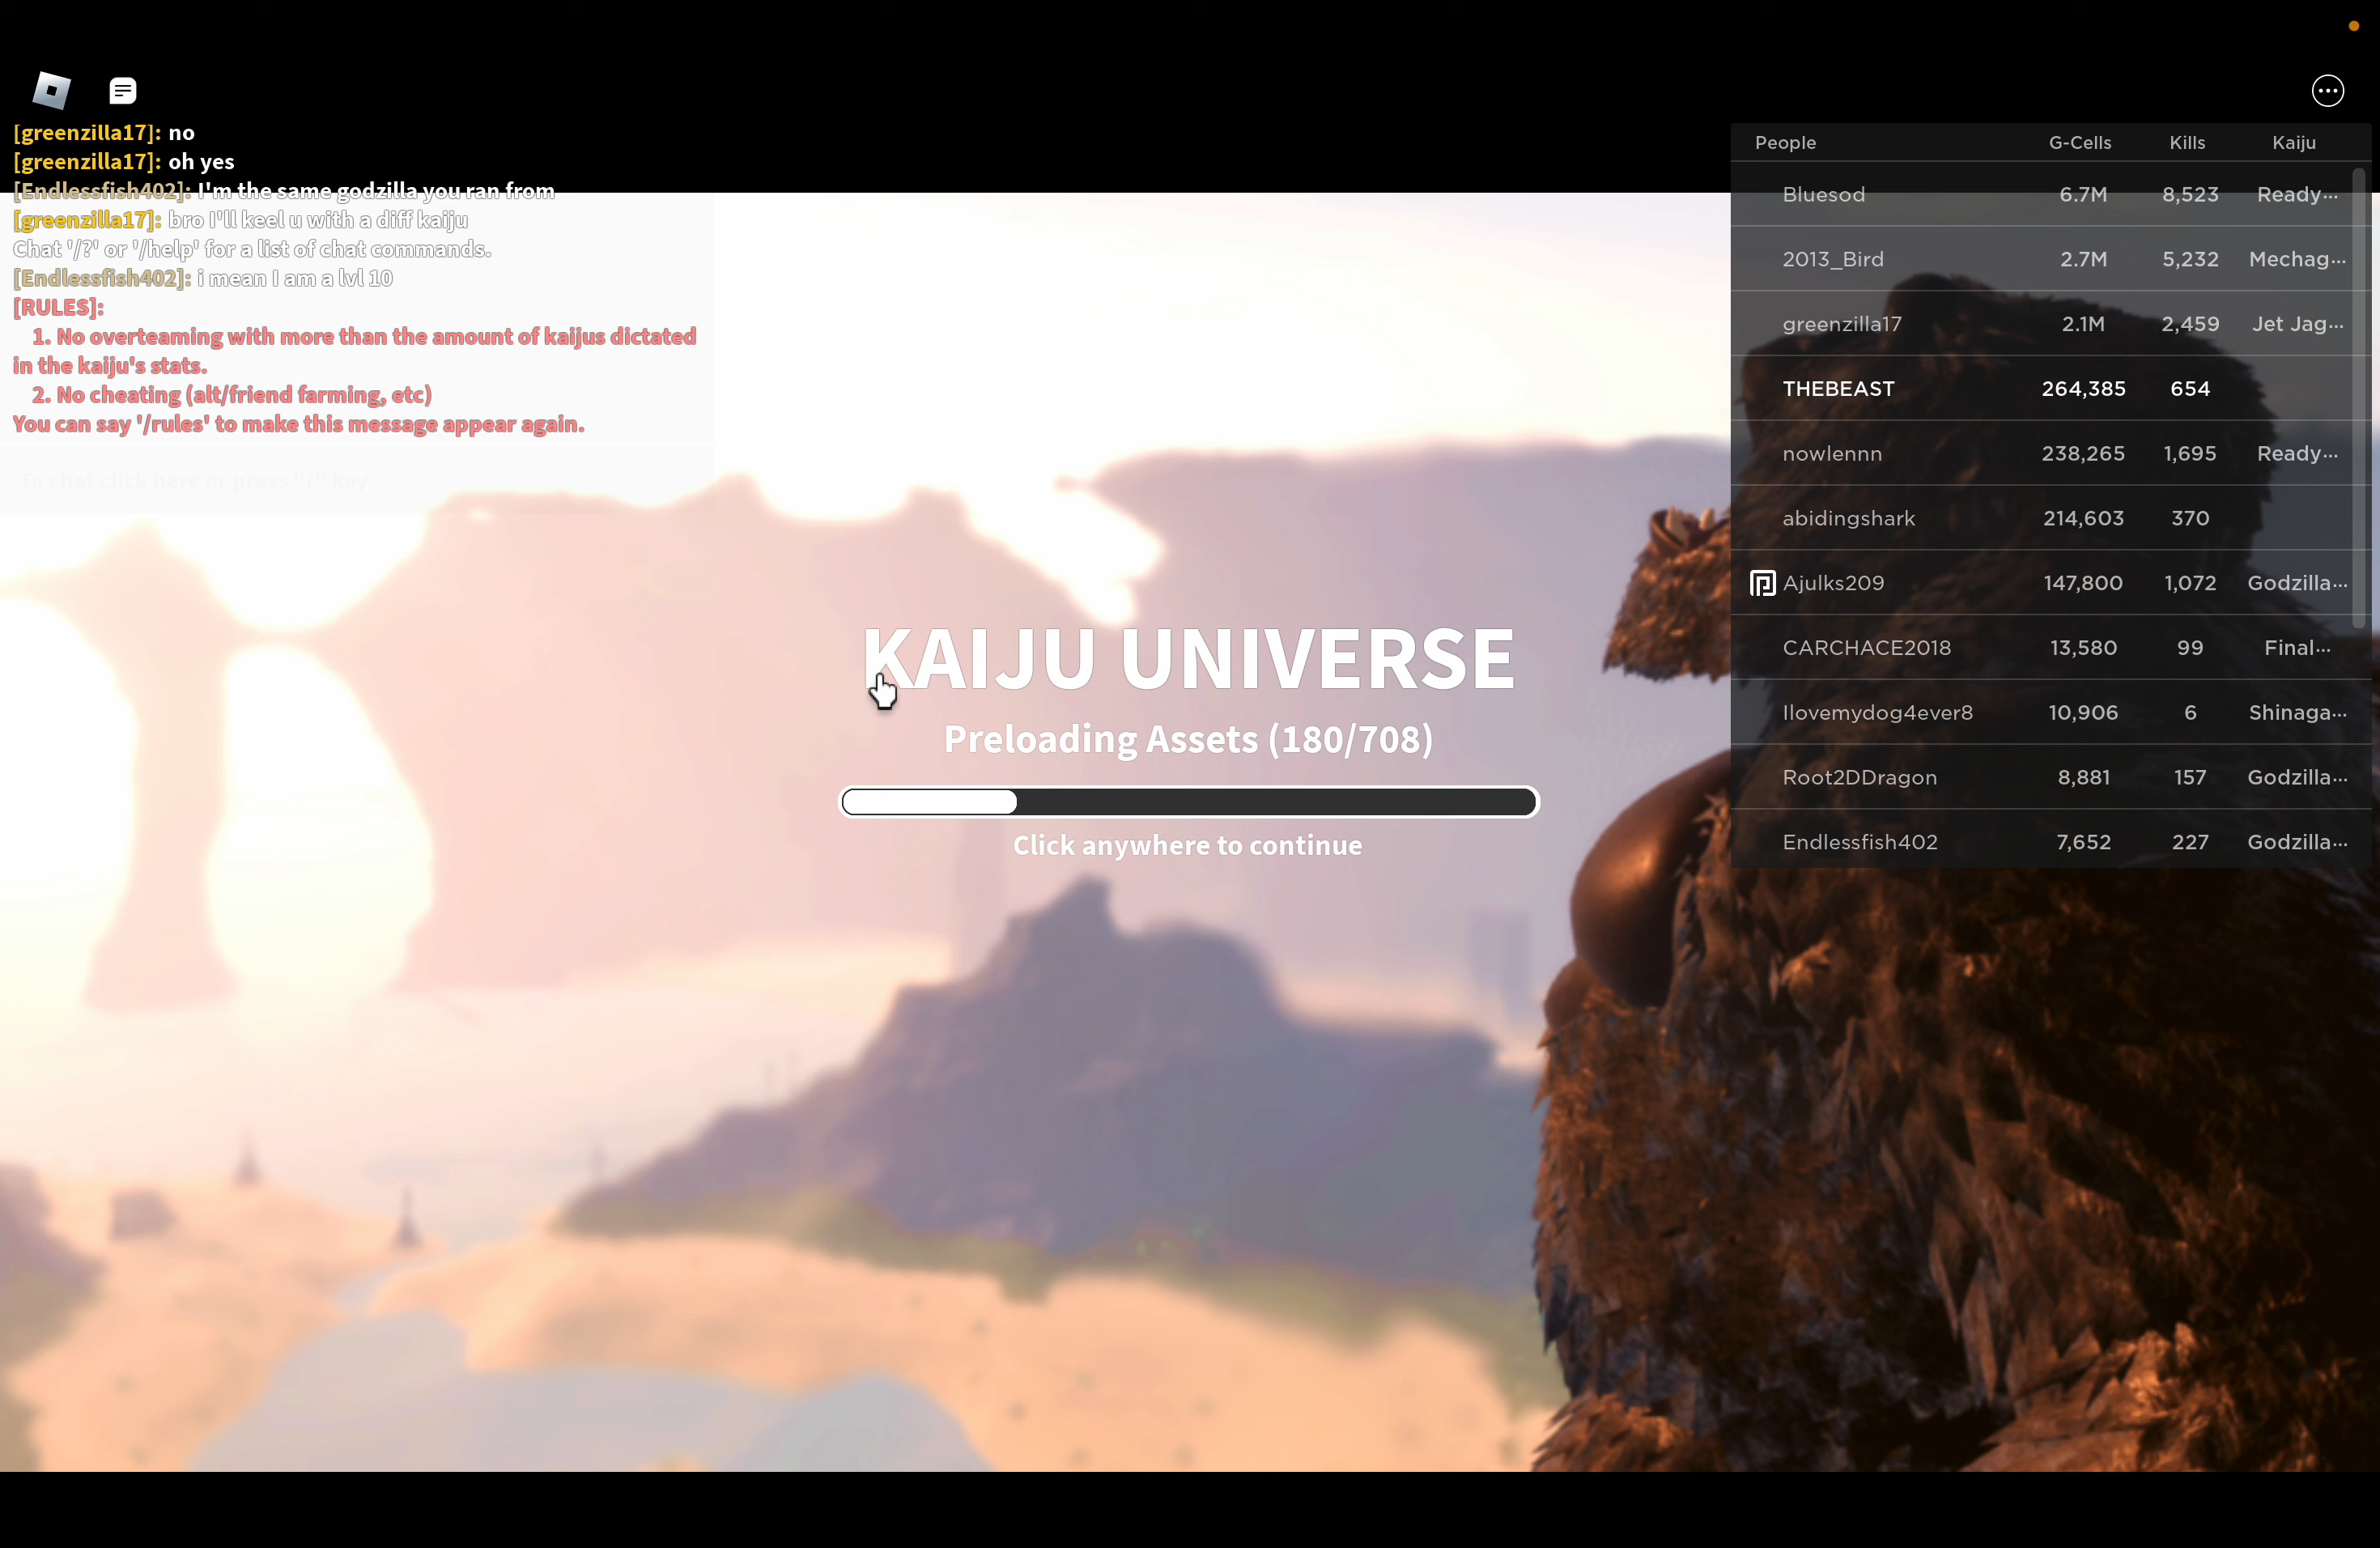 [greenzilla17]: no
[greenzilla17]: oh yes
[Endlessfish402]: I'm the same godzilla you ran from
[greenzilla17]: bro I'll keel u with a diff kaiju
Chat '/?' or '/help' for a list of chat commands.
[Endlessfish402]: i mean I am a lvl 10
[RULES]:
1. No overteaming with more than the amount of kaijus dictated
in the kaiju's stats.
2. No cheating (alt/friend farming, etc)
You can say '/rules' to make this message appear again.
To chat click here or press "/" key
KAIJU UNIVERSE
Preloading Assets (180/708)
Click anywhere to continue
People G-Cells Kills Kaiju
Bluesod 6.7M 8,523 Ready...
2013_Bird 2.7M 5,232 Mechag...
greenzilla17 2.1M 2,459 Jet Jag...
THEBEAST 264,385 654
nowlennn 238,265 1,695 Ready...
abidingshark 214,603 370
Ajulks209 147,800 1,072 Godzilla...
CARCHACE2018 13,580 99 Final...
Ilovemydog4ever8 10,906 6 Shinaga...
Root2DDragon 8,881 157 Godzilla...
Endlessfish402 7,652 227 Godzilla...